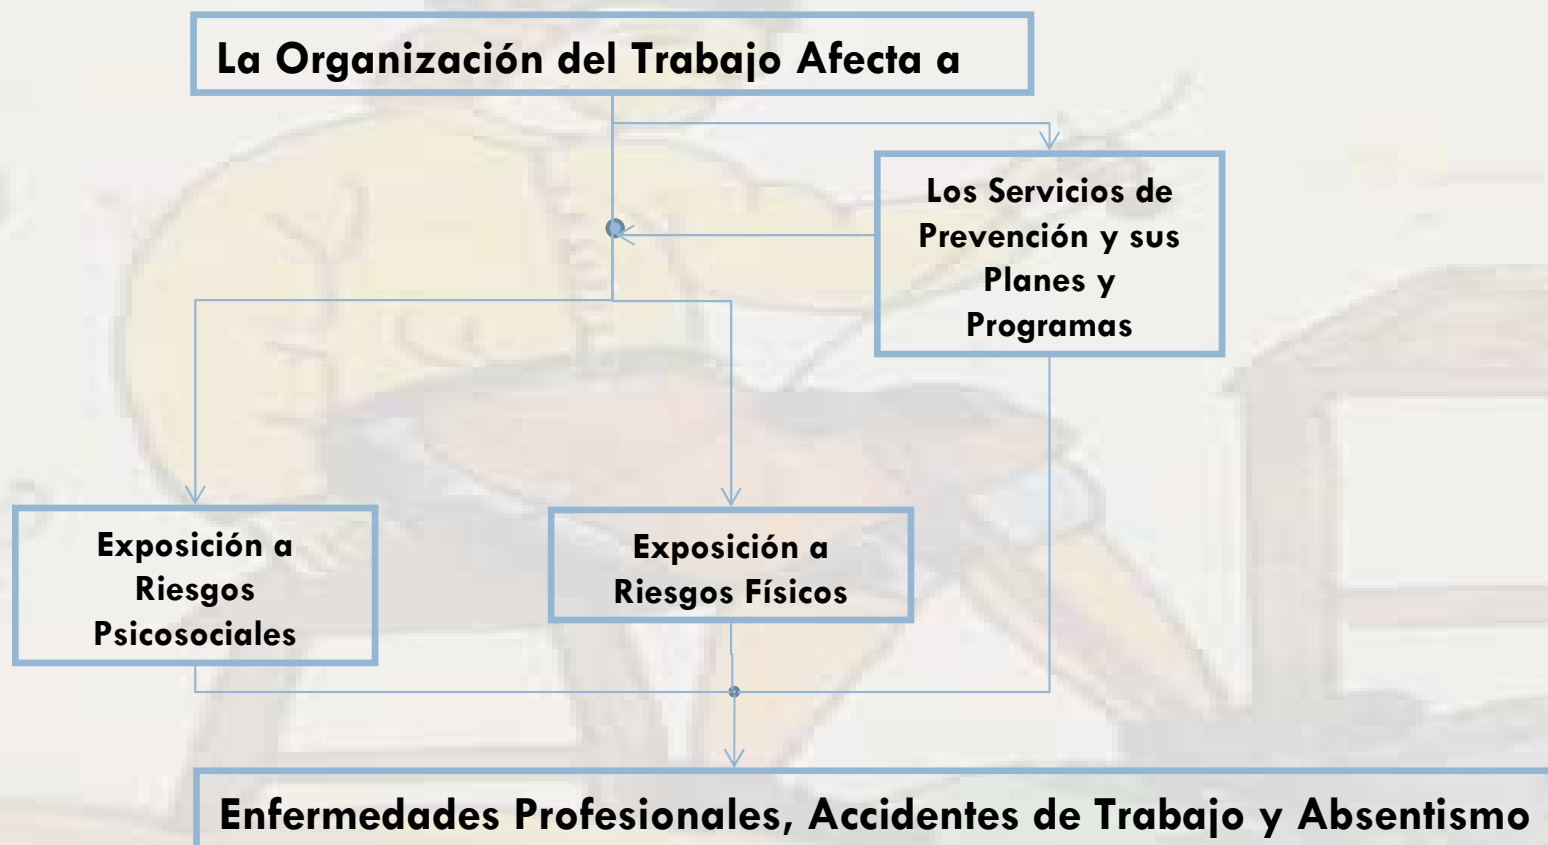 La Organización del Trabajo Afecta a
Los Servicios de
Prevención y sus
Planes y
Programas
Exposición a
Riesgos
Psicosociales
Exposición a
Riesgos Físicos
Enfermedades Profesionales, Accidentes de Trabajo y Absentismo